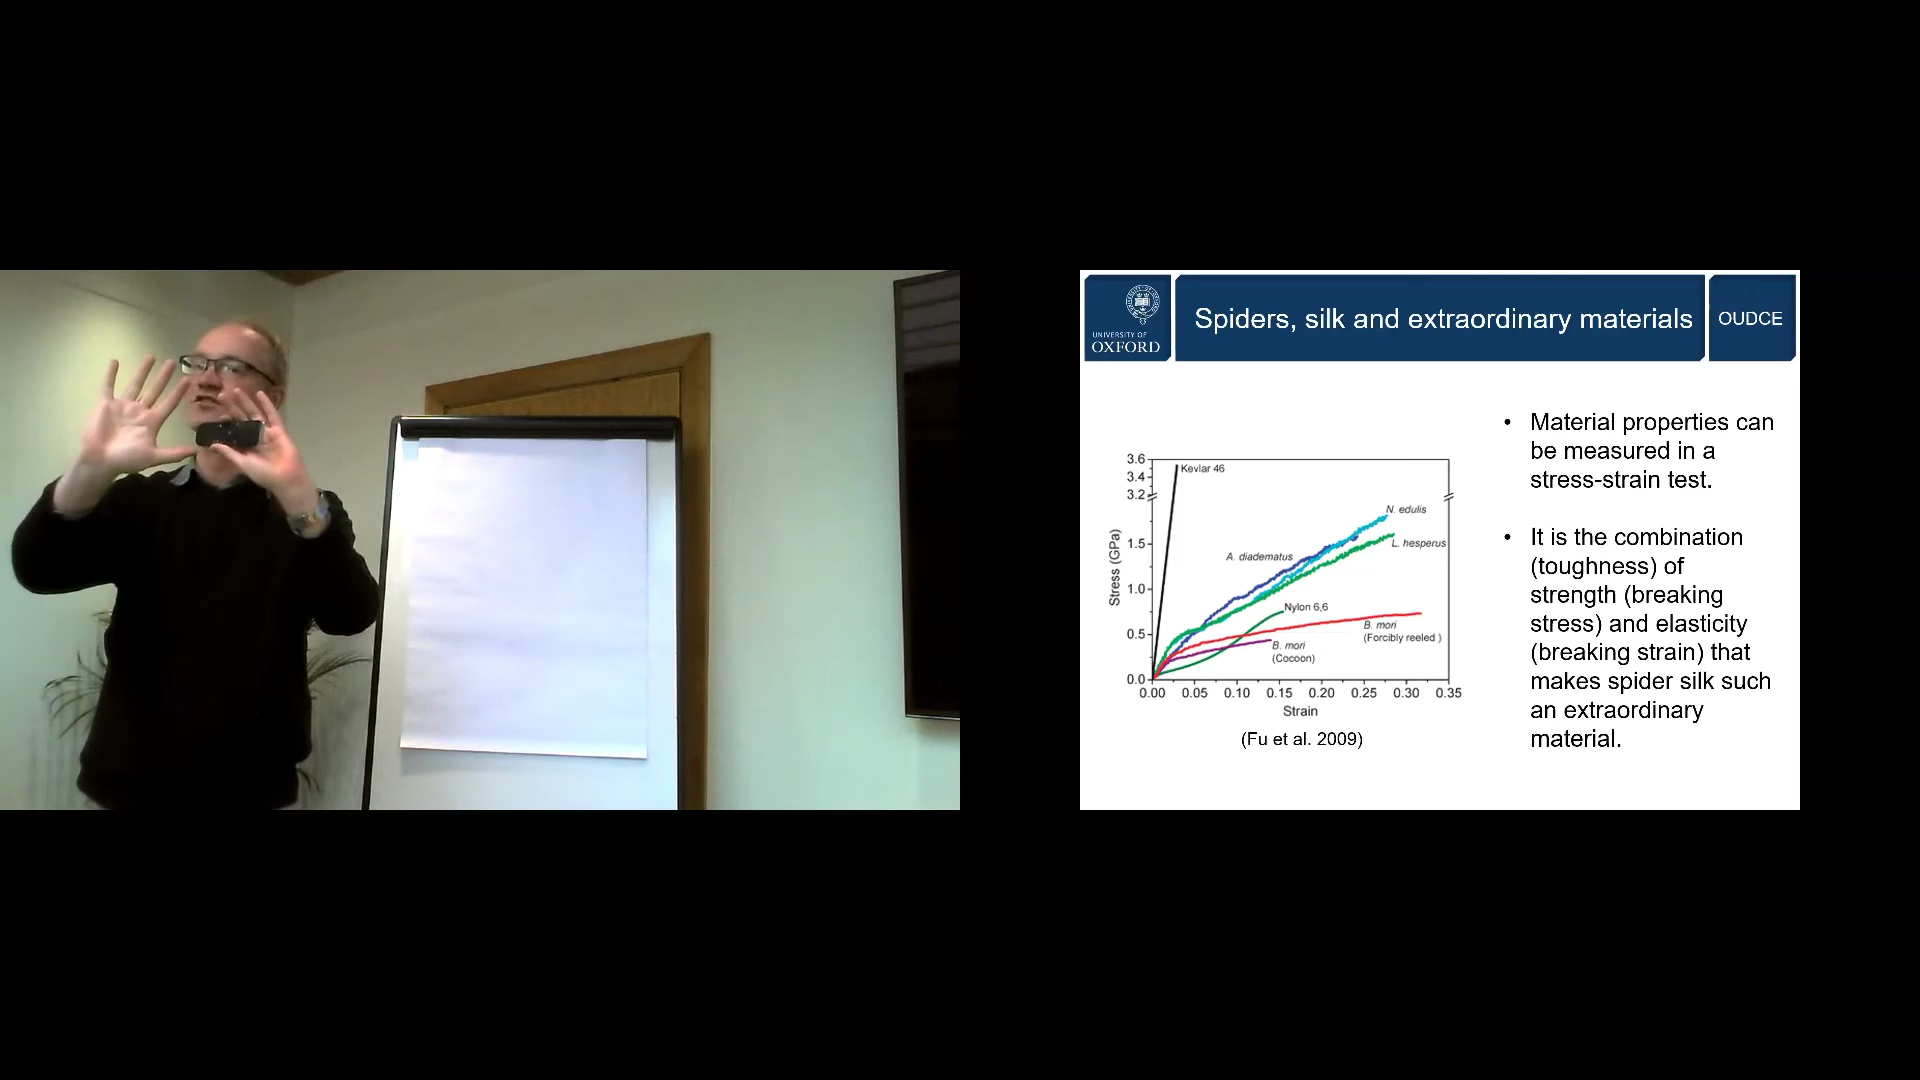 UNIVERSITY OF
OXFORD
Spiders, silk and extraordinary materials
OUDCE
3.6
3.4
3.2
1.5
1.0
0.5
0.0
Stress (GPa)
Kevlar 46
N. edulis
A. diadematus
L. hesperus
Nylon 6,6
B. mori
(Forcibly reeled )
B. mori
(Cocoon)
0.00 0.05 0.10 0.15 0.20 0.25 0.30 0.35
Strain
(Fu et al. 2009)
• Material properties can
be measured in a
stress-strain test.
• It is the combination
(toughness) of
strength (breaking
stress) and elasticity
(breaking strain) that
makes spider silk such
an extraordinary
material.